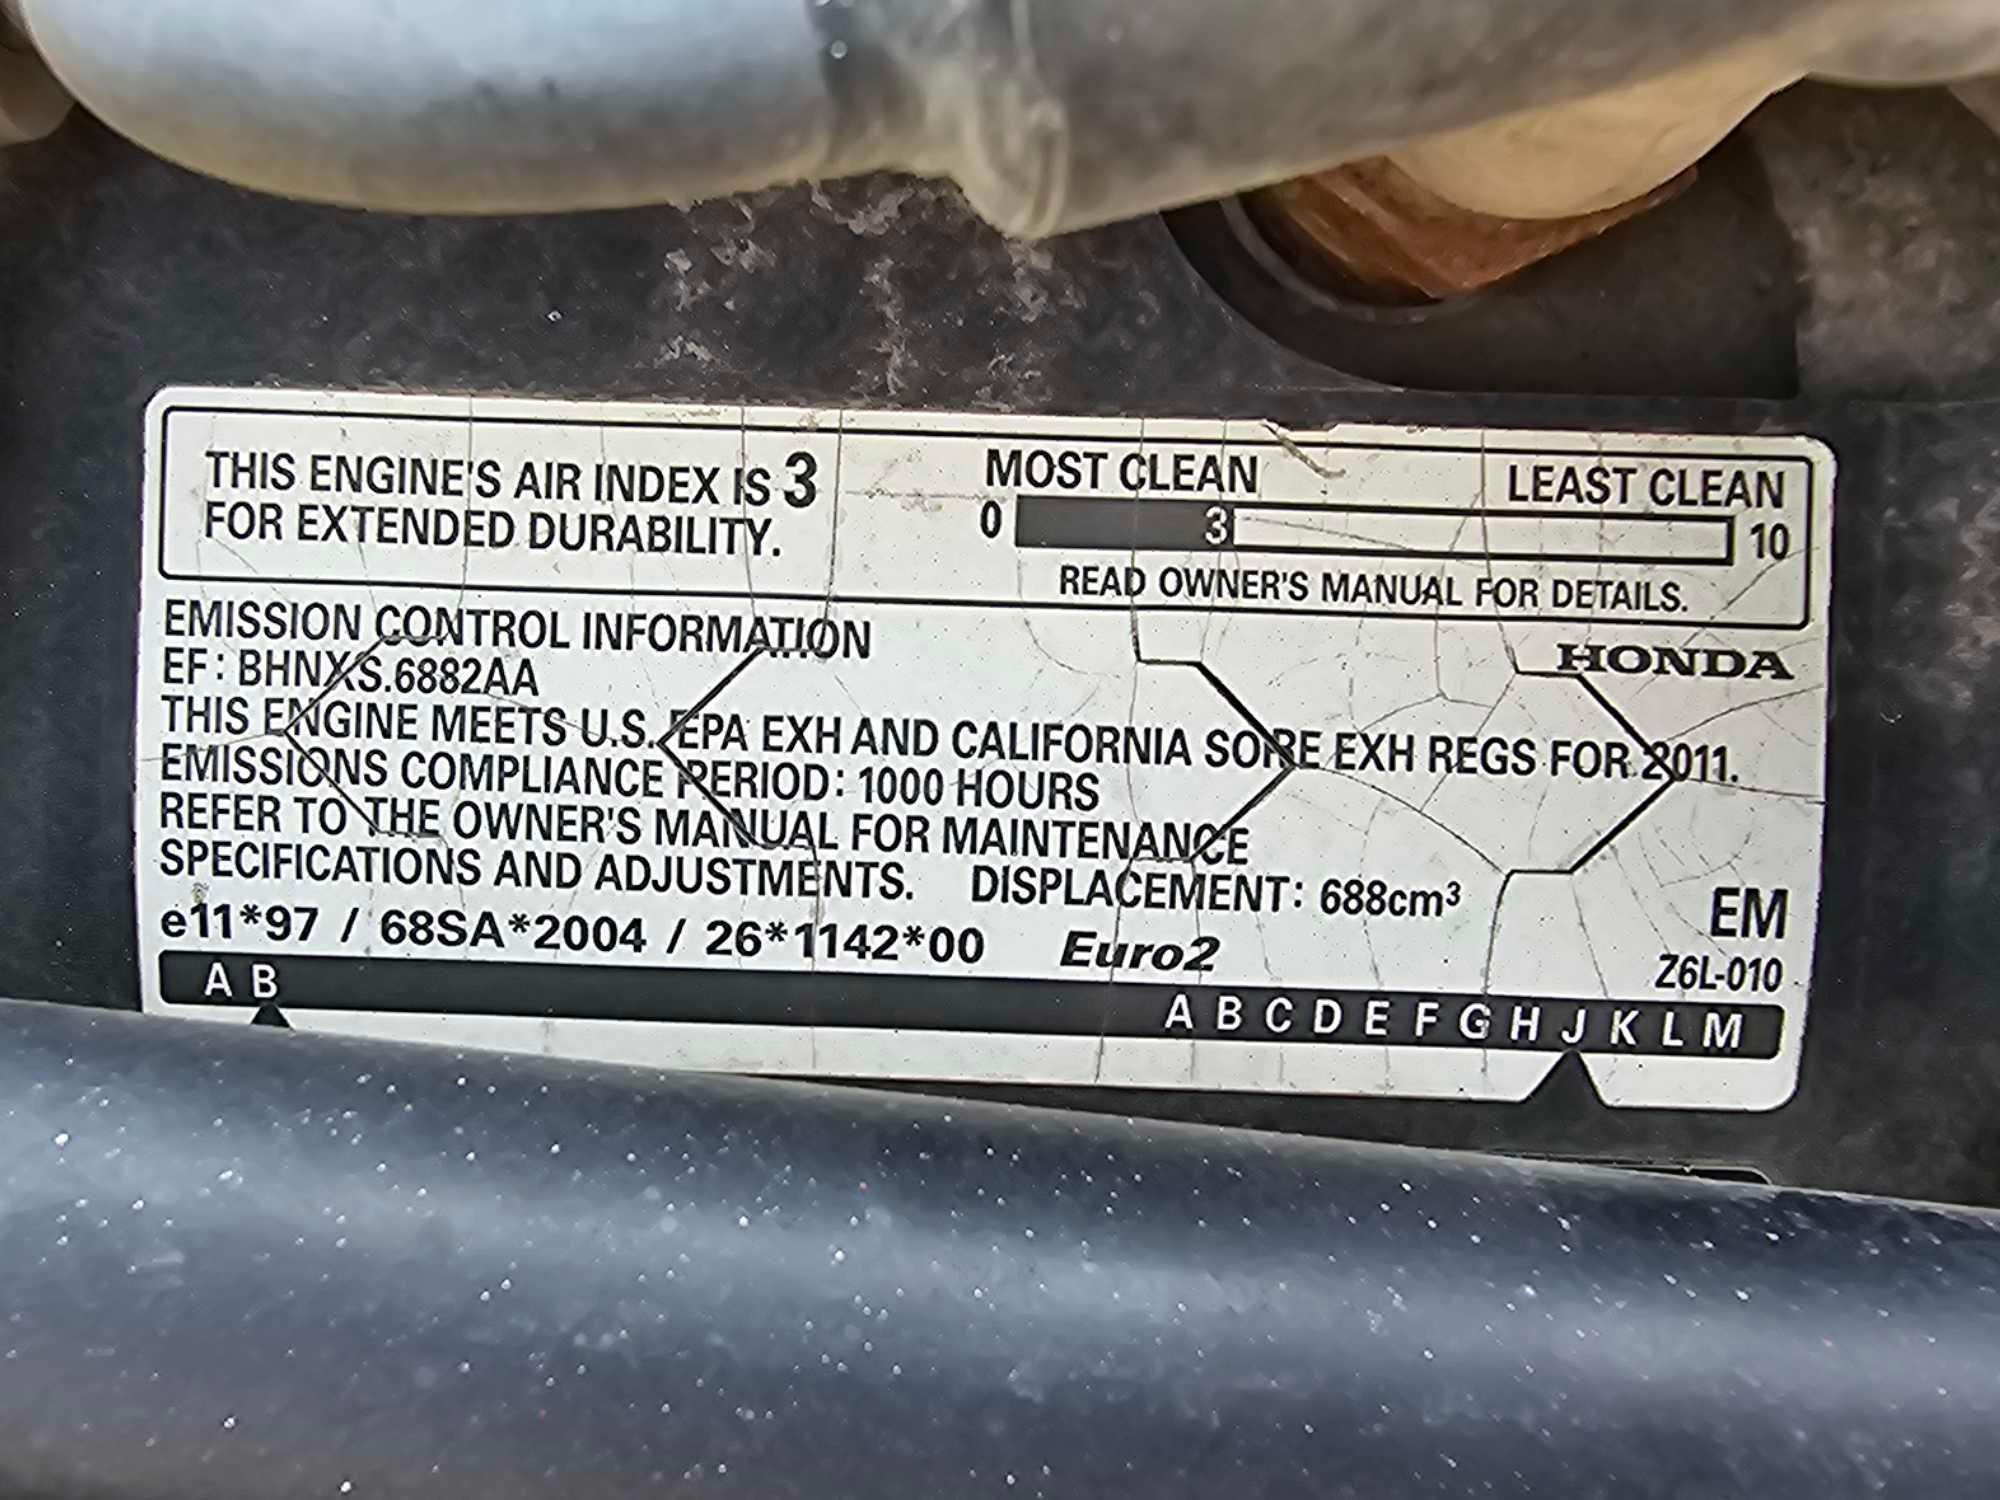 THIS ENGINE'S AIR INDEX IS 3
FOR EXTENDED DURABILITY.
MOST CLEAN LEAST CLEAN
0 3 10
READ OWNER'S MANUAL FOR DETAILS.
EMISSION CONTROL INFORMATION
HONDA
EF: BHNXS.6882AA
THIS ENGINE MEETS U.S. EPA EXH AND CALIFORNIA SORE EXH REGS FOR 2011.
EMISSIONS COMPLIANCE PERIOD: 1000 HOURS
REFER TO THE OWNER'S MANUAL FOR MAINTENANCE
SPECIFICATIONS AND ADJUSTMENTS. DISPLACEMENT: 688cm³
EM
e11*97 / 68SA*2004 / 26*1142*00 Euro2
Z6L-010
A B A B C D E F G H J K L M